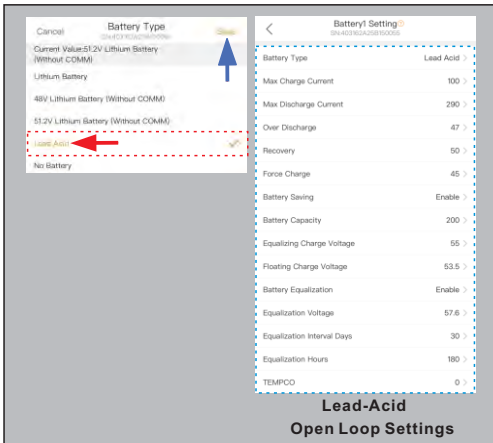 Cancel
Battery Type
Save
Current Value:51.2V Lithium Battery
(Without COMM)
Lithium Battery
48V Lithium Battery (Without COMM)
51.2V Lithium Battery (Without COMM)
Lead Acid
No Battery
Battery1 Setting
Battery Type Lead Acid >
Max Charge Current 100 >
Max Discharge Current 290 >
Over Discharge 47 >
Recovery 50 >
Force Charge 45 >
Battery Saving Enable >
Battery Capacity 200 >
Equalizing Charge Voltage 55 >
Floating Charge Voltage 53.5 >
Battery Equalization Enable >
Equalization Voltage 57.6 >
Equalization Interval Days 30 >
Equalization Hours 180 >
TEMPCO 0 >
Lead-Acid
Open Loop Settings